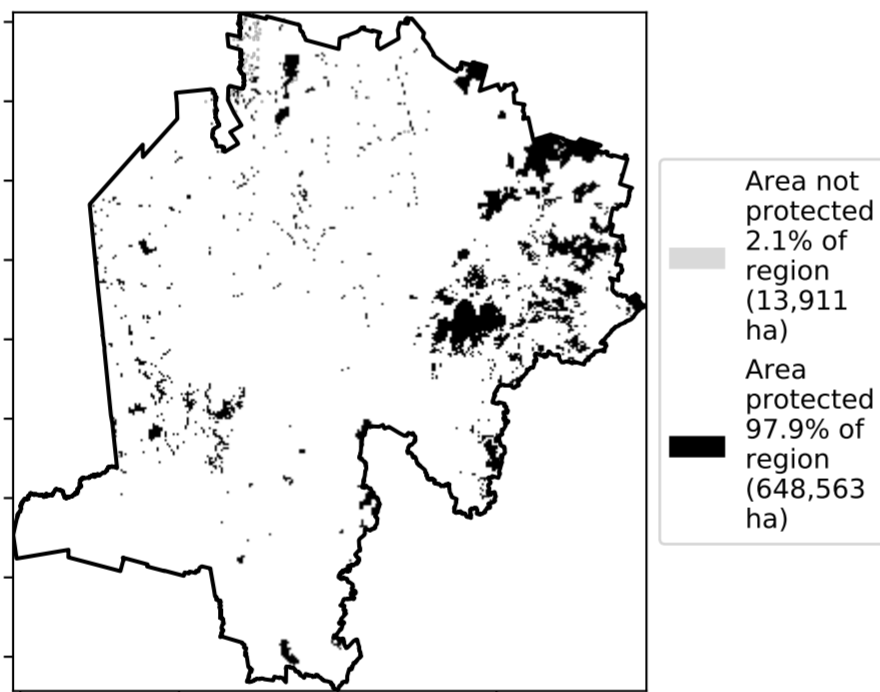 Area not
protected
2.1% of
region
(13,911
ha)
Area
protected
97.9% of
region
(648,563
ha)